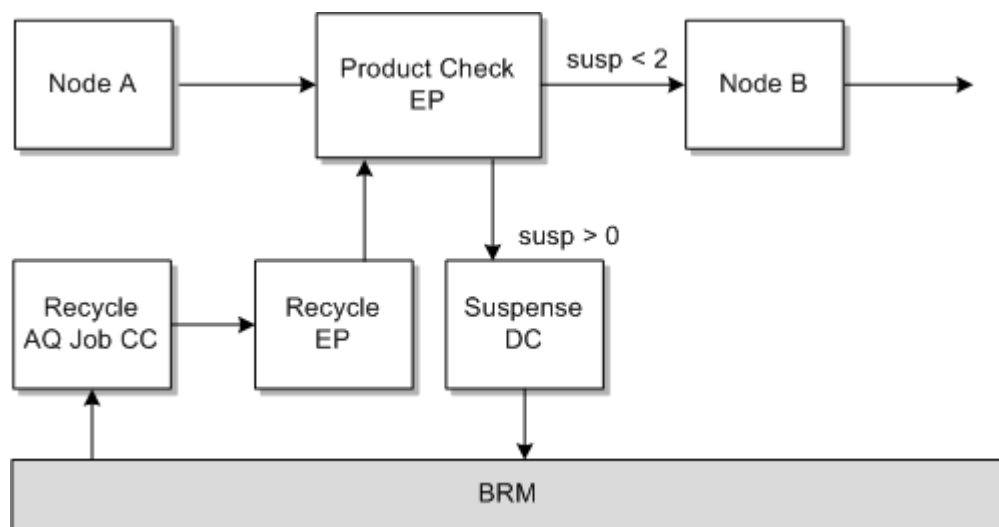 Node A
Product Check
EP
susp < 2
Node B
susp > 0
Recycle
AQ Job CC
Recycle
EP
Suspense
DC
BRM